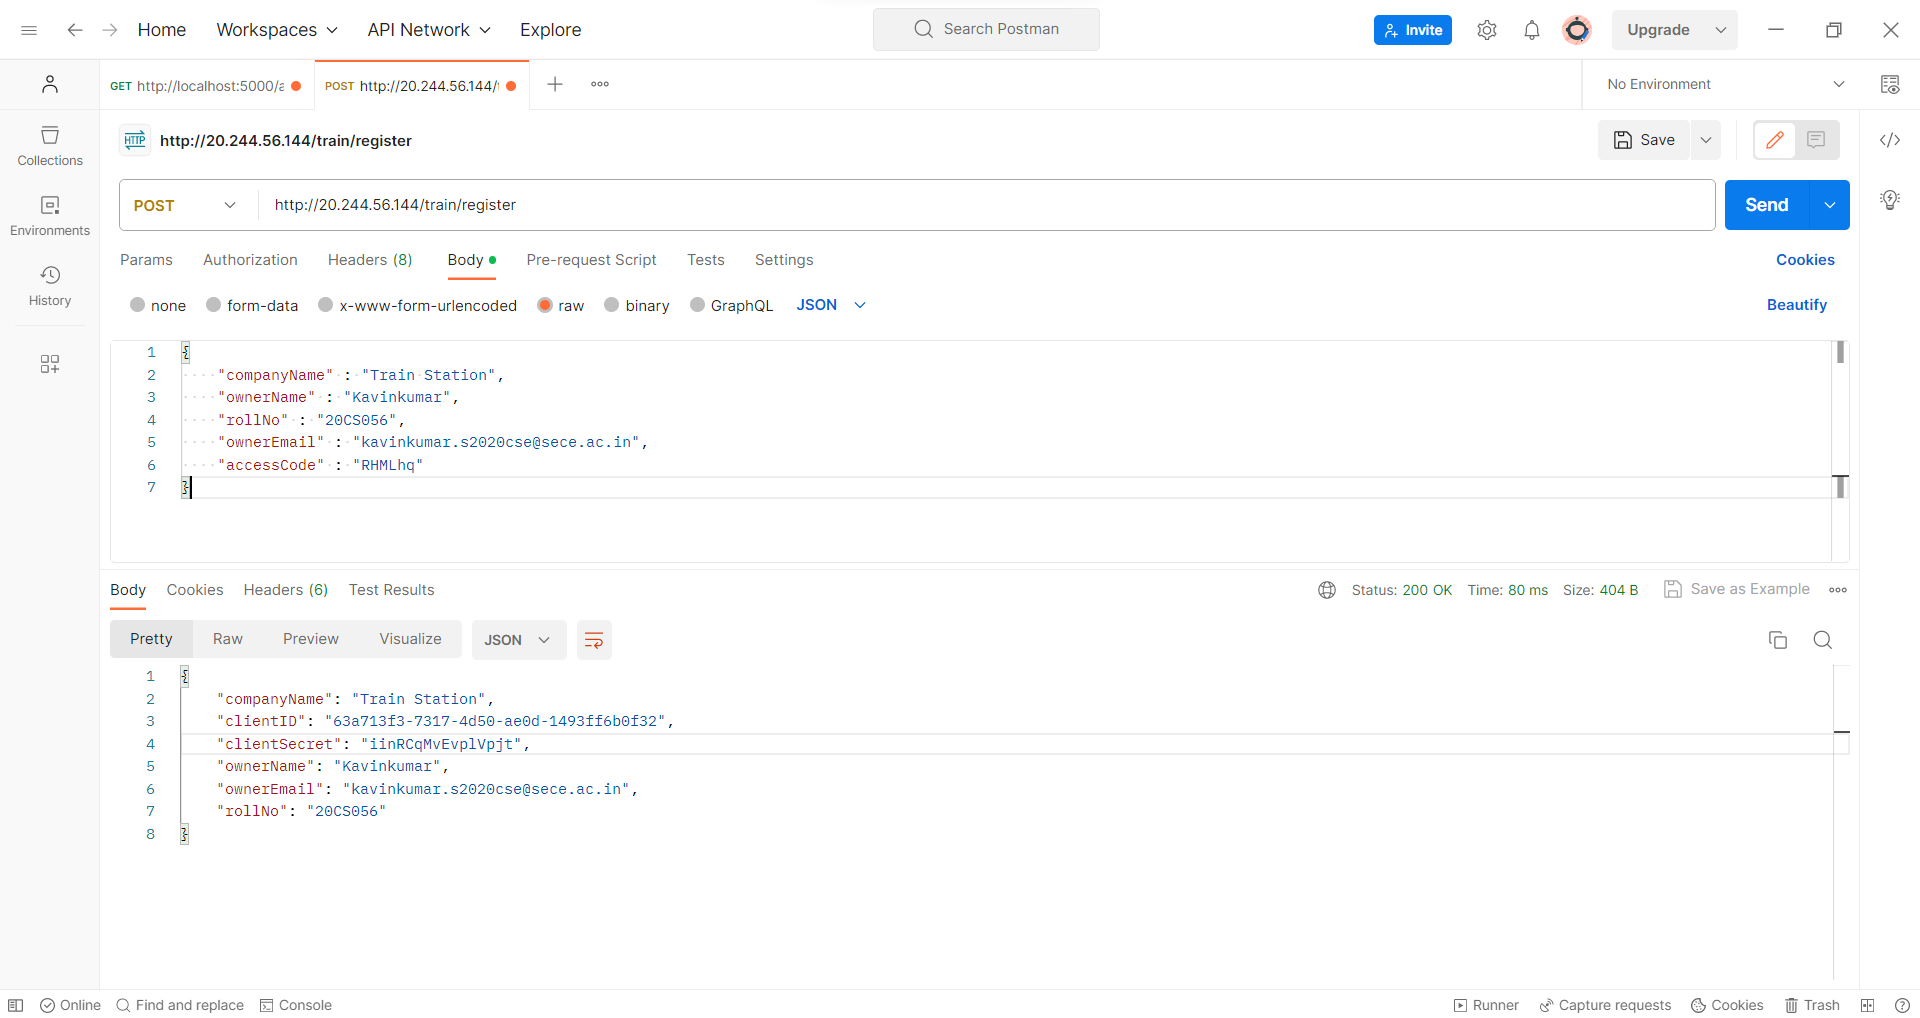 Home Workspaces API Network Explore Search Postman Invite Upgrade
GET http://localhost:5000/a POST http://20.244.56.144/t No Environment
HTTP http://20.244.56.144/train/register Save
Collections
Environments
History
POST http://20.244.56.144/train/register Send
Params Authorization Headers (8) Body Pre-request Script Tests Settings Cookies
none form-data x-www-form-urlencoded raw binary GraphQL JSON Beautify
1 {
2 "companyName" : "Train Station",
3 "ownerName" : "Kavinkumar",
4 "rollNo" : "20CS056",
5 "ownerEmail" : "kavinkumar.s2020cse@sece.ac.in",
6 "accessCode" : "RHMLhq"
7 }
Body Cookies Headers (6) Test Results Status: 200 OK Time: 80 ms Size: 404 B Save as Example
Pretty Raw Preview Visualize JSON
1 {
2 "companyName": "Train Station",
3 "clientID": "63a713f3-7317-4d50-ae0d-1493ff6b0f32",
4 "clientSecret": "iinRCqMvEvplVpjt",
5 "ownerName": "Kavinkumar",
6 "ownerEmail": "kavinkumar.s2020cse@sece.ac.in",
7 "rollNo": "20CS056"
8 }
Online Find and replace Console Runner Capture requests Cookies Trash